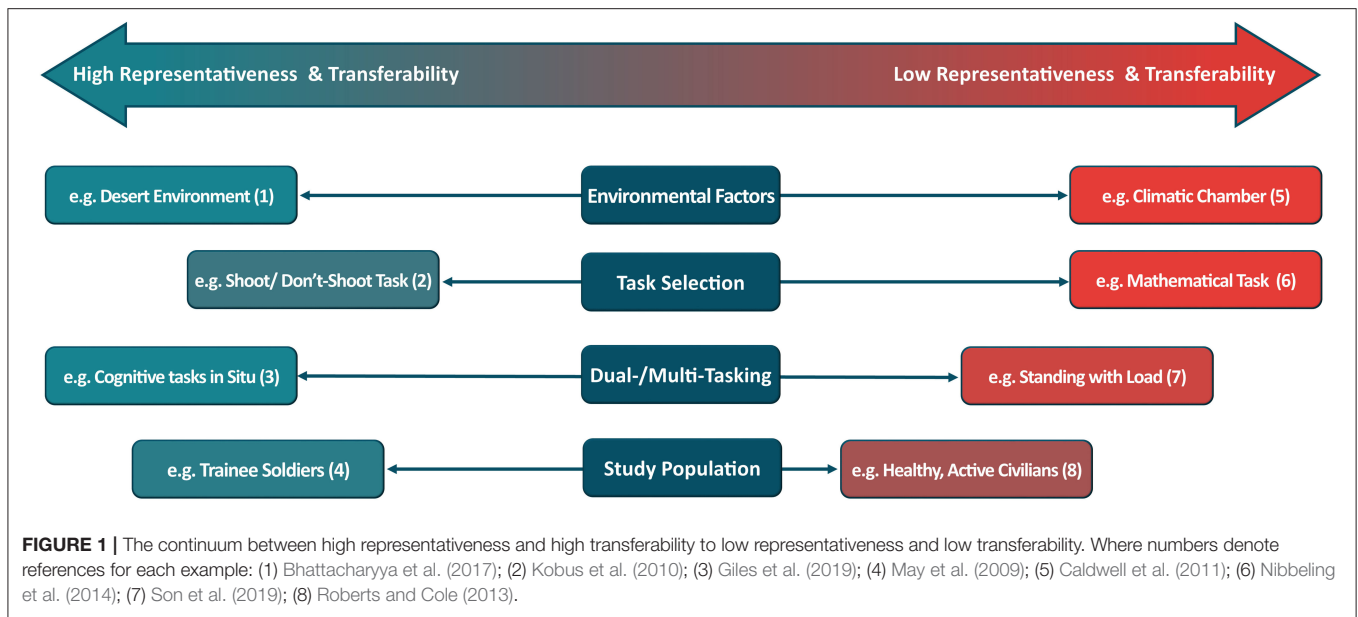 High Representativeness & Transferability
Low Representativeness & Transferability
e.g. Desert Environment (1)
Environmental Factors
e.g. Climatic Chamber (5)
e.g. Shoot/ Don't-Shoot Task (2)
Task Selection
e.g. Mathematical Task (6)
e.g. Cognitive tasks in Situ (3)
Dual-/Multi-Tasking
e.g. Standing with Load (7)
e.g. Trainee Soldiers (4)
Study Population
e.g. Healthy, Active Civilians (8)
FIGURE 1 | The continuum between high representativeness and high transferability to low representativeness and low transferability. Where numbers denote
references for each example: (1) Bhattacharyya et al. (2017); (2) Kobus et al. (2010); (3) Giles et al. (2019); (4) May et al. (2009); (5) Caldwell et al. (2011); (6) Nibbeling
et al. (2014); (7) Son et al. (2019); (8) Roberts and Cole (2013).